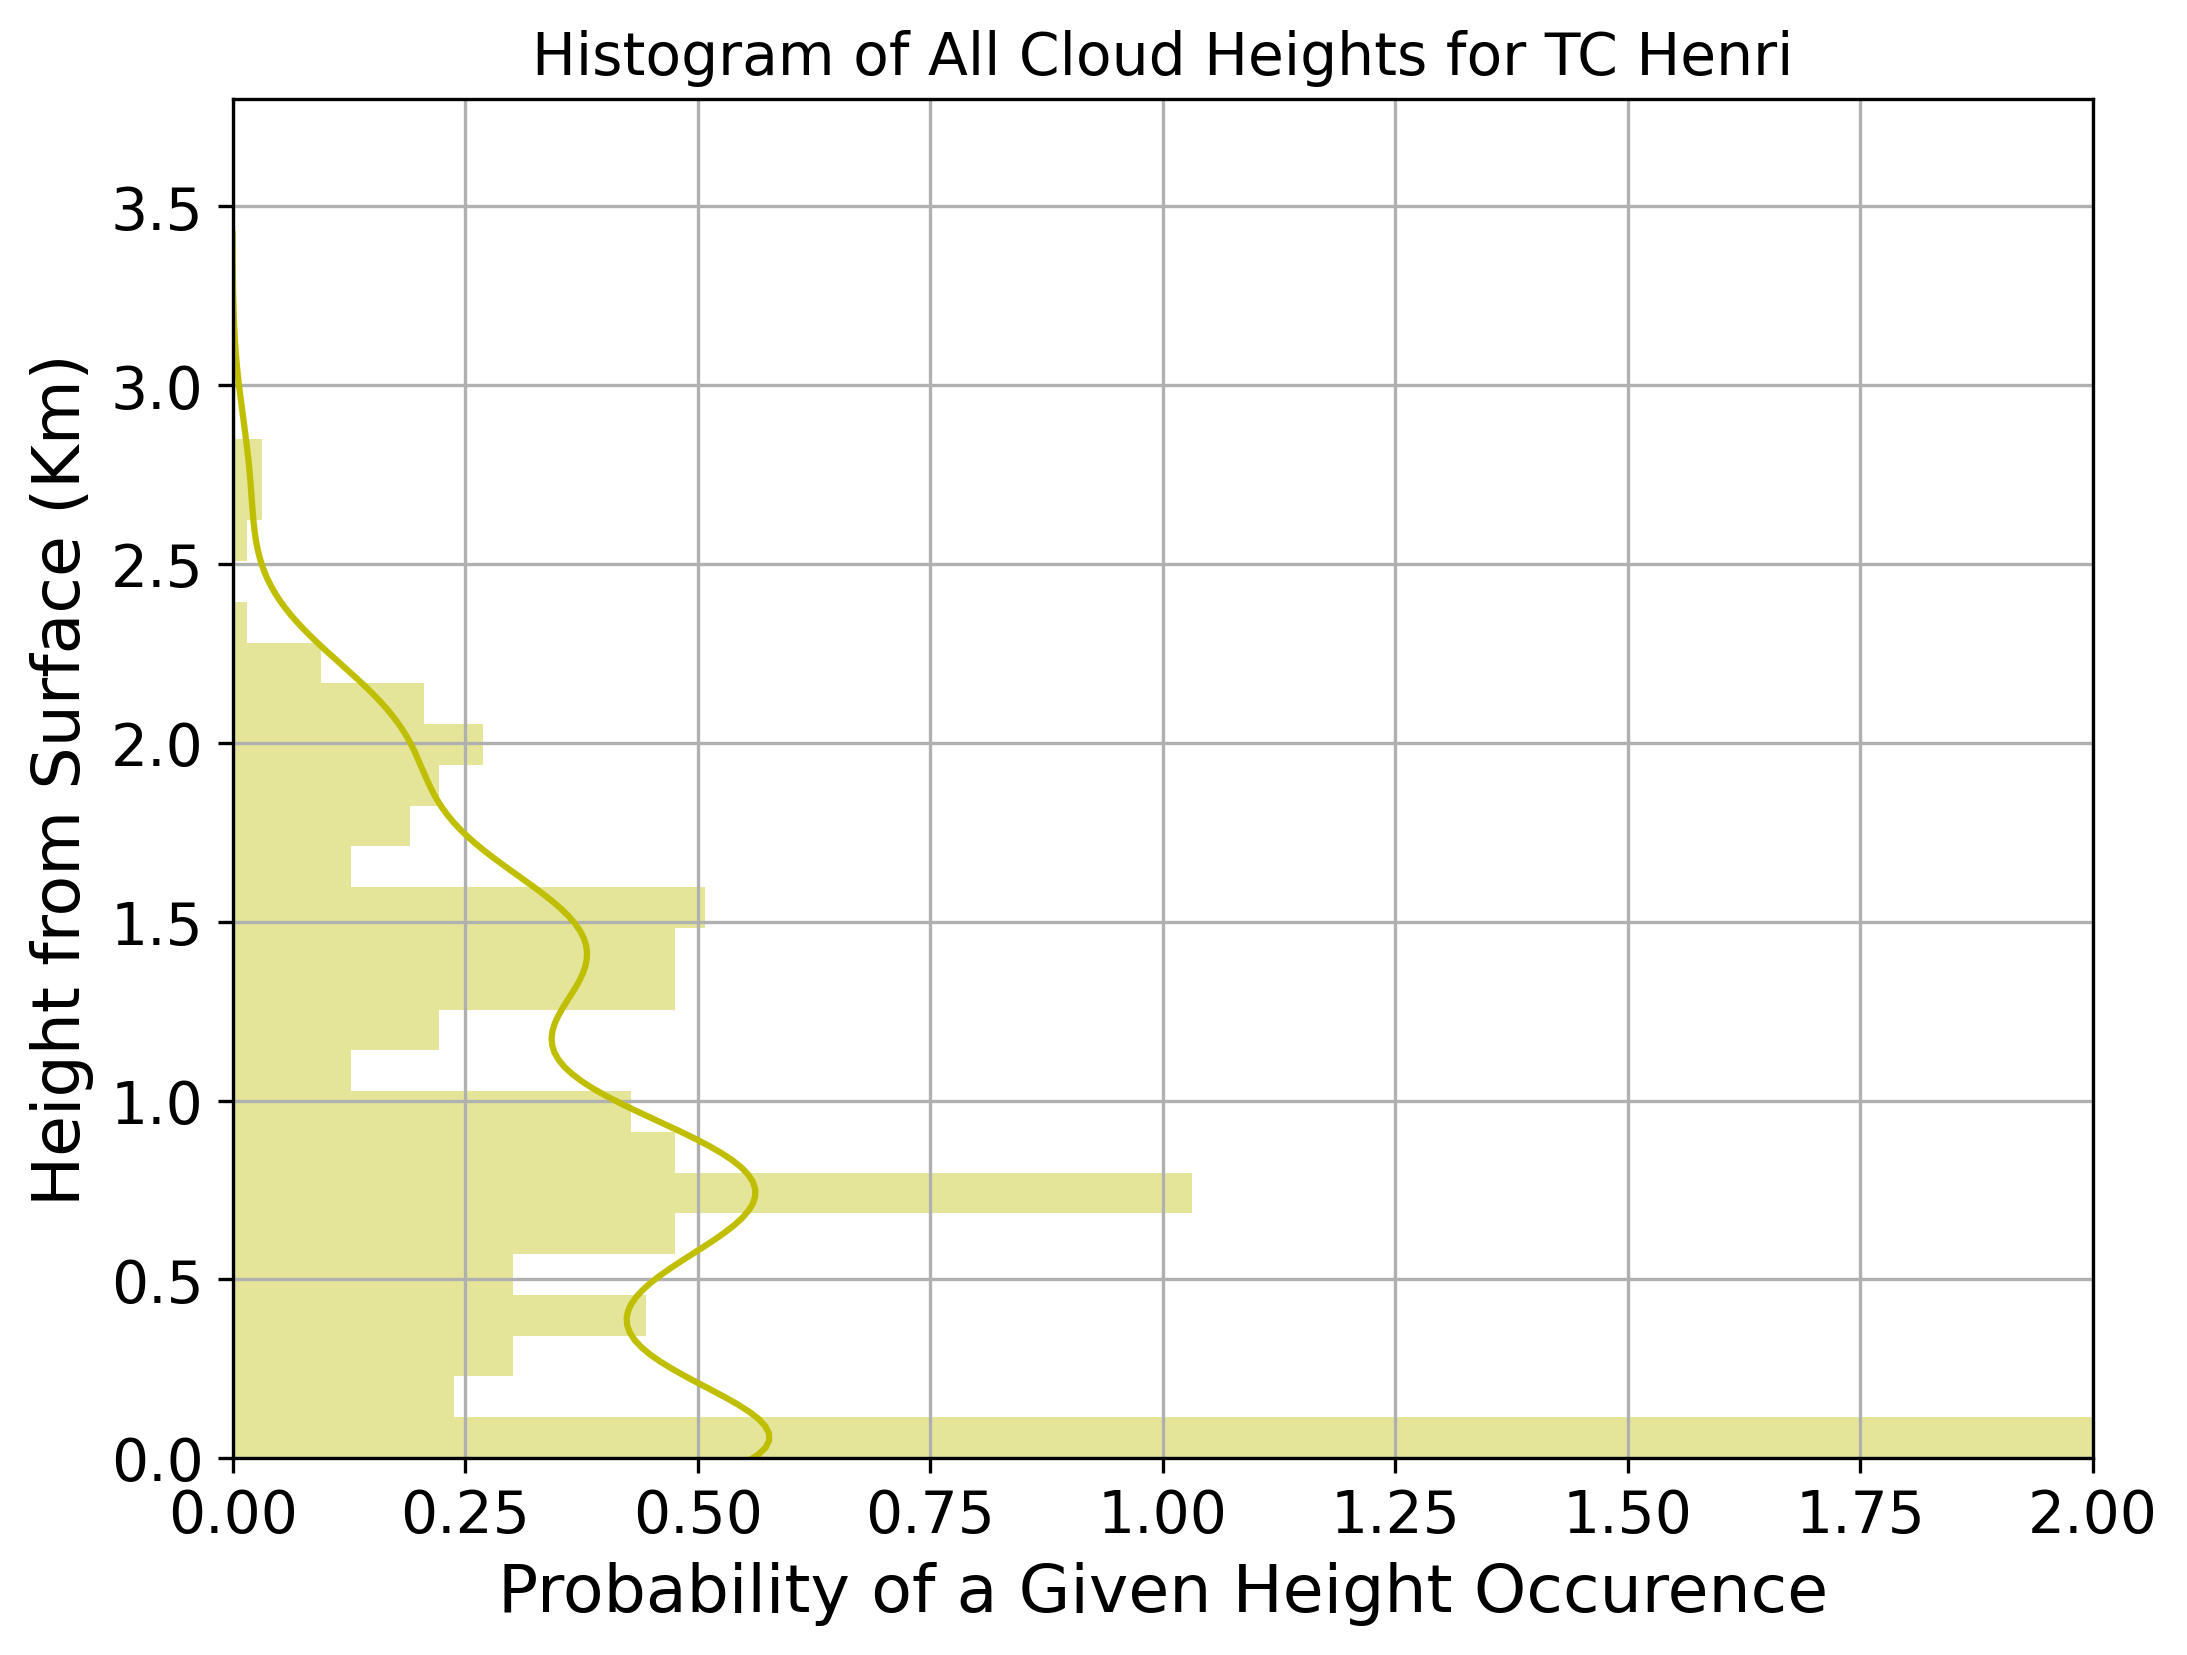 Histogram of All Cloud Heights for TC Henri
Height from Surface (Km)
3.5
3.0
2.5
2.0
1.5
1.0
0.5
0.0
0.00 0.25 0.50 0.75 1.00 1.25 1.50 1.75 2.00
Probability of a Given Height Occurence